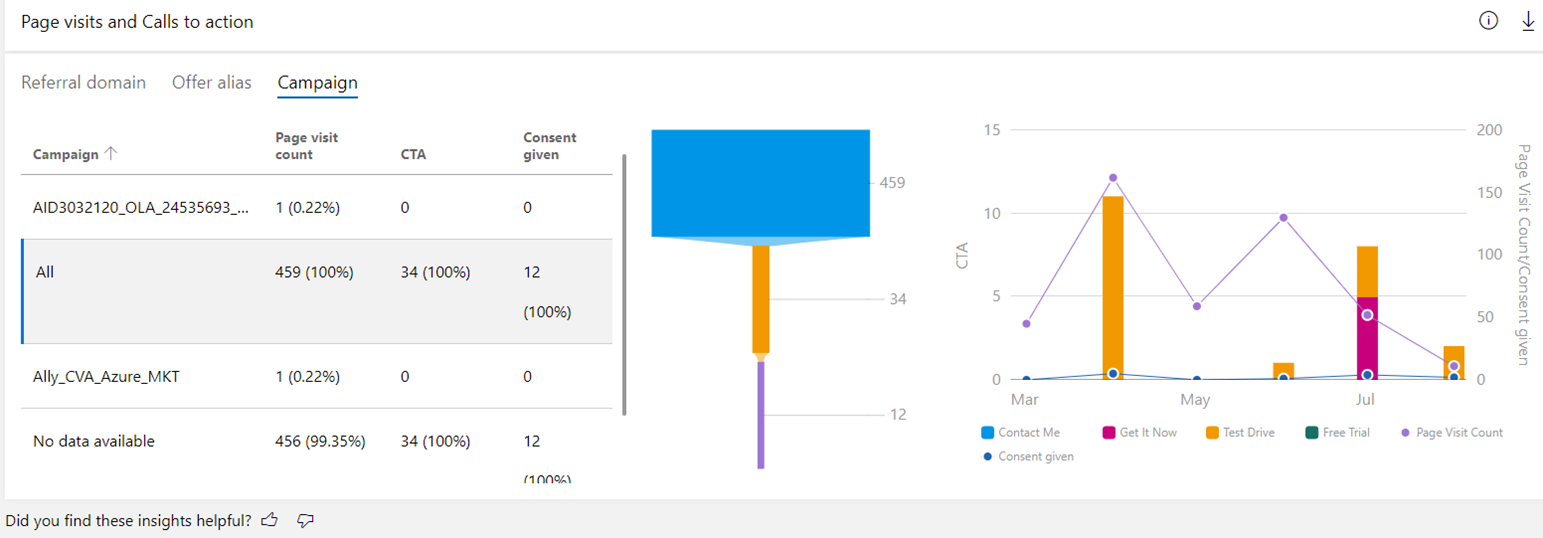 Page visits and Calls to action
Referral domain Offer alias Campaign
Campaign ↑ Page visit count CTA Consent given
AID3032120_OLA_24535693_... 1 (0.22%) 0 0
All 459 (100%) 34 (100%) 12 (100%)
Ally_CVA_Azure_MKT 1 (0.22%) 0 0
No data available 456 (99.35%) 34 (100%) 12 (100%)
459
34
12
15
10
5
0
CTA
200
150
100
50
0
Page Visit Count/Consent given
Mar May Jul
Contact Me Get It Now Test Drive Free Trial Page Visit Count
Consent given
Did you find these insights helpful?